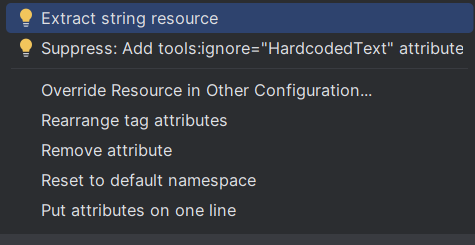 Extract string resource
Suppress: Add tools:ignore="HardcodedText" attribute
Override Resource in Other Configuration...
Rearrange tag attributes
Remove attribute
Reset to default namespace
Put attributes on one line